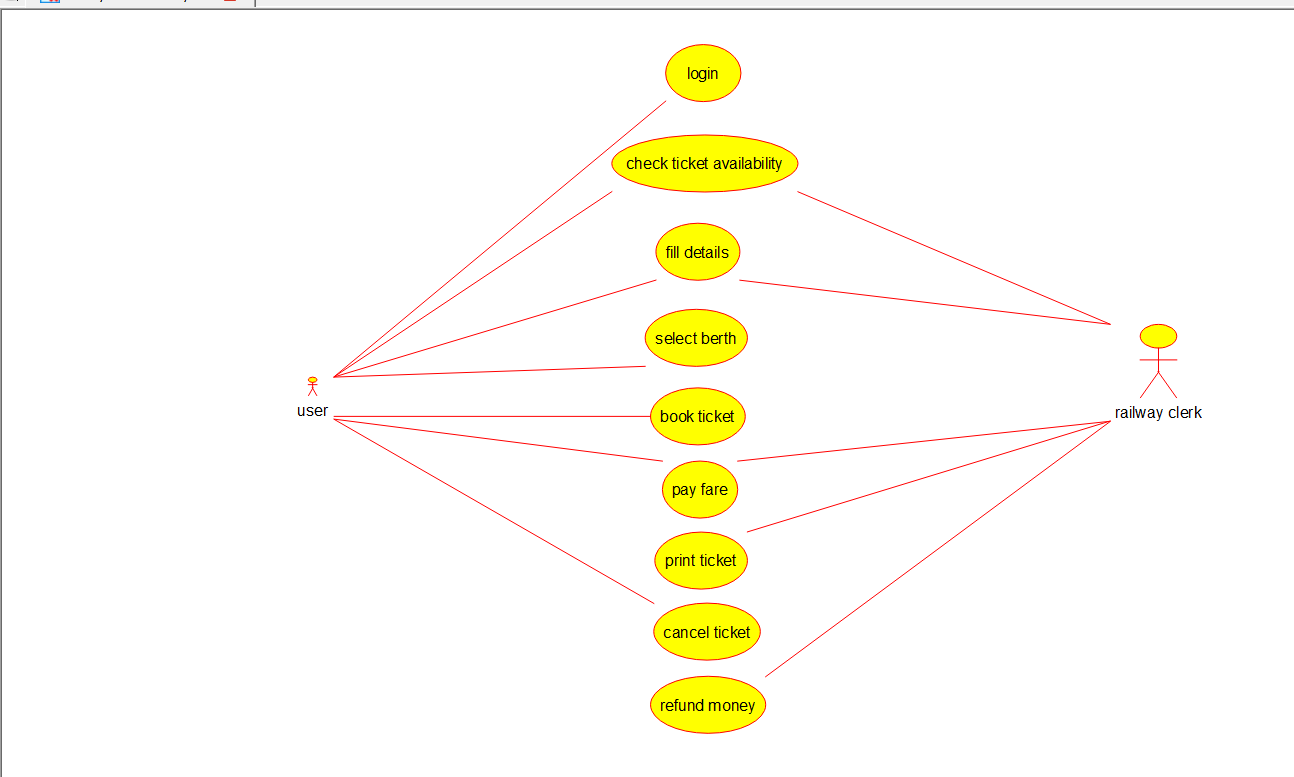 login
check ticket availability
fill details
select berth
user
book ticket
railway clerk
pay fare
print ticket
cancel ticket
refund money